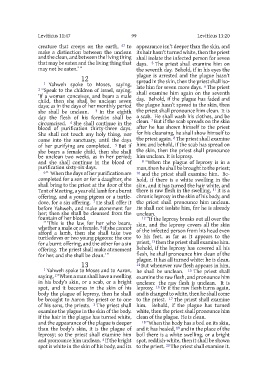 Leviticus 11:47
99
Leviticus 13:20
creature that creeps on the earth, 47 to
make a distinction between the unclean
and the clean, and between the living thing
that may be eaten and the living thing that
may not be eaten.'"
12
1 Yahweh spoke to Moses, saying,
2 "Speak to the children of Israel, saying,
'If a woman conceives, and bears a male
child, then she shall be unclean seven
days; as in the days of her monthly period
she shall be unclean. 3 In the eighth
day the flesh of his foreskin shall be
circumcised. 4 She shall continue in the
blood of purification thirty-three days.
She shall not touch any holy thing, nor
come into the sanctuary, until the days
of her purifying are completed. 5 But if
she bears a female child, then she shall
be unclean two weeks, as in her period;
and she shall continue in the blood of
purification sixty-six days.
6 "'When the days of her purification are
completed for a son or for a daughter, she
shall bring to the priest at the door of the
Tent of Meeting, a year old lamb for a burnt
offering, and a young pigeon or a turtle
dove, for a sin offering. 7 He shall offer it
before Yahweh, and make atonement for
her; then she shall be cleansed from the
fountain of her blood.
"'This is the law for her who bears,
whether a male or a female. 8 If she cannot
afford a lamb, then she shall take two
turtledoves or two young pigeons: the one
for a burnt offering, and the other for a sin
offering. The priest shall make atonement
for her, and she shall be clean.'"
13
1 Yahweh spoke to Moses and to Aaron,
saying, 2 "When a man shall have a swelling
in his body's skin, or a scab, or a bright
spot, and it becomes in the skin of his
body the plague of leprosy, then he shall
be brought to Aaron the priest or to one
of his sons, the priests. 3 The priest shall
examine the plague in the skin of the body.
If the hair in the plague has turned white,
and the appearance of the plague is deeper
than the body's skin, it is the plague of
leprosy; so the priest shall examine him
and pronounce him unclean. 4 If the bright
spot is white in the skin of his body, and its
appearance isn't deeper than the skin, and
its hair hasn't turned white, then the priest
shall isolate the infected person for seven
days. 5 The priest shall examine him on
the seventh day. Behold, if in his eyes the
plague is arrested and the plague hasn't
spread in the skin, then the priest shall iso-
late him for seven more days. 6 The priest
shall examine him again on the seventh
day. Behold, if the plague has faded and
the plague hasn't spread in the skin, then
the priest shall pronounce him clean. It is
a scab. He shall wash his clothes, and be
clean. 7 But if the scab spreads on the skin
after he has shown himself to the priest
for his cleansing, he shall show himself to
the priest again. 8 The priest shall examine
him; and behold, if the scab has spread on
the skin, then the priest shall pronounce
him unclean. It is leprosy.
9 "When the plague of leprosy is in a
man, then he shall be brought to the priest;
10 and the priest shall examine him. Be-
hold, if there is a white swelling in the
skin, and it has turned the hair white, and
there is raw flesh in the swelling, 11 it is a
chronic leprosy in the skin of his body, and
the priest shall pronounce him unclean.
He shall not isolate him, for he is already
unclean.
12 "If the leprosy breaks out all over the
skin, and the leprosy covers all the skin
of the infected person from his head even
to his feet, as far as it appears to the
priest, 13 then the priest shall examine him.
Behold, if the leprosy has covered all his
flesh, he shall pronounce him clean of the
plague. It has all turned white: he is clean.
14 But whenever raw flesh appears in him,
he shall be unclean. 15 The priest shall
examine the raw flesh, and pronounce him
unclean: the raw flesh is unclean. It is
leprosy. 16 Or if the raw flesh turns again,
and is changed to white, then he shall come
to the priest. 17 The priest shall examine
him. Behold, if the plague has turned
white, then the priest shall pronounce him
clean of the plague. He is clean.
18 "When the body has a boil on its skin,
and it has healed, 19 and in the place of the
boil there is a white swelling, or a bright
spot, reddish-white, then it shall be shown
to the priest. 20 The priest shall examine it.